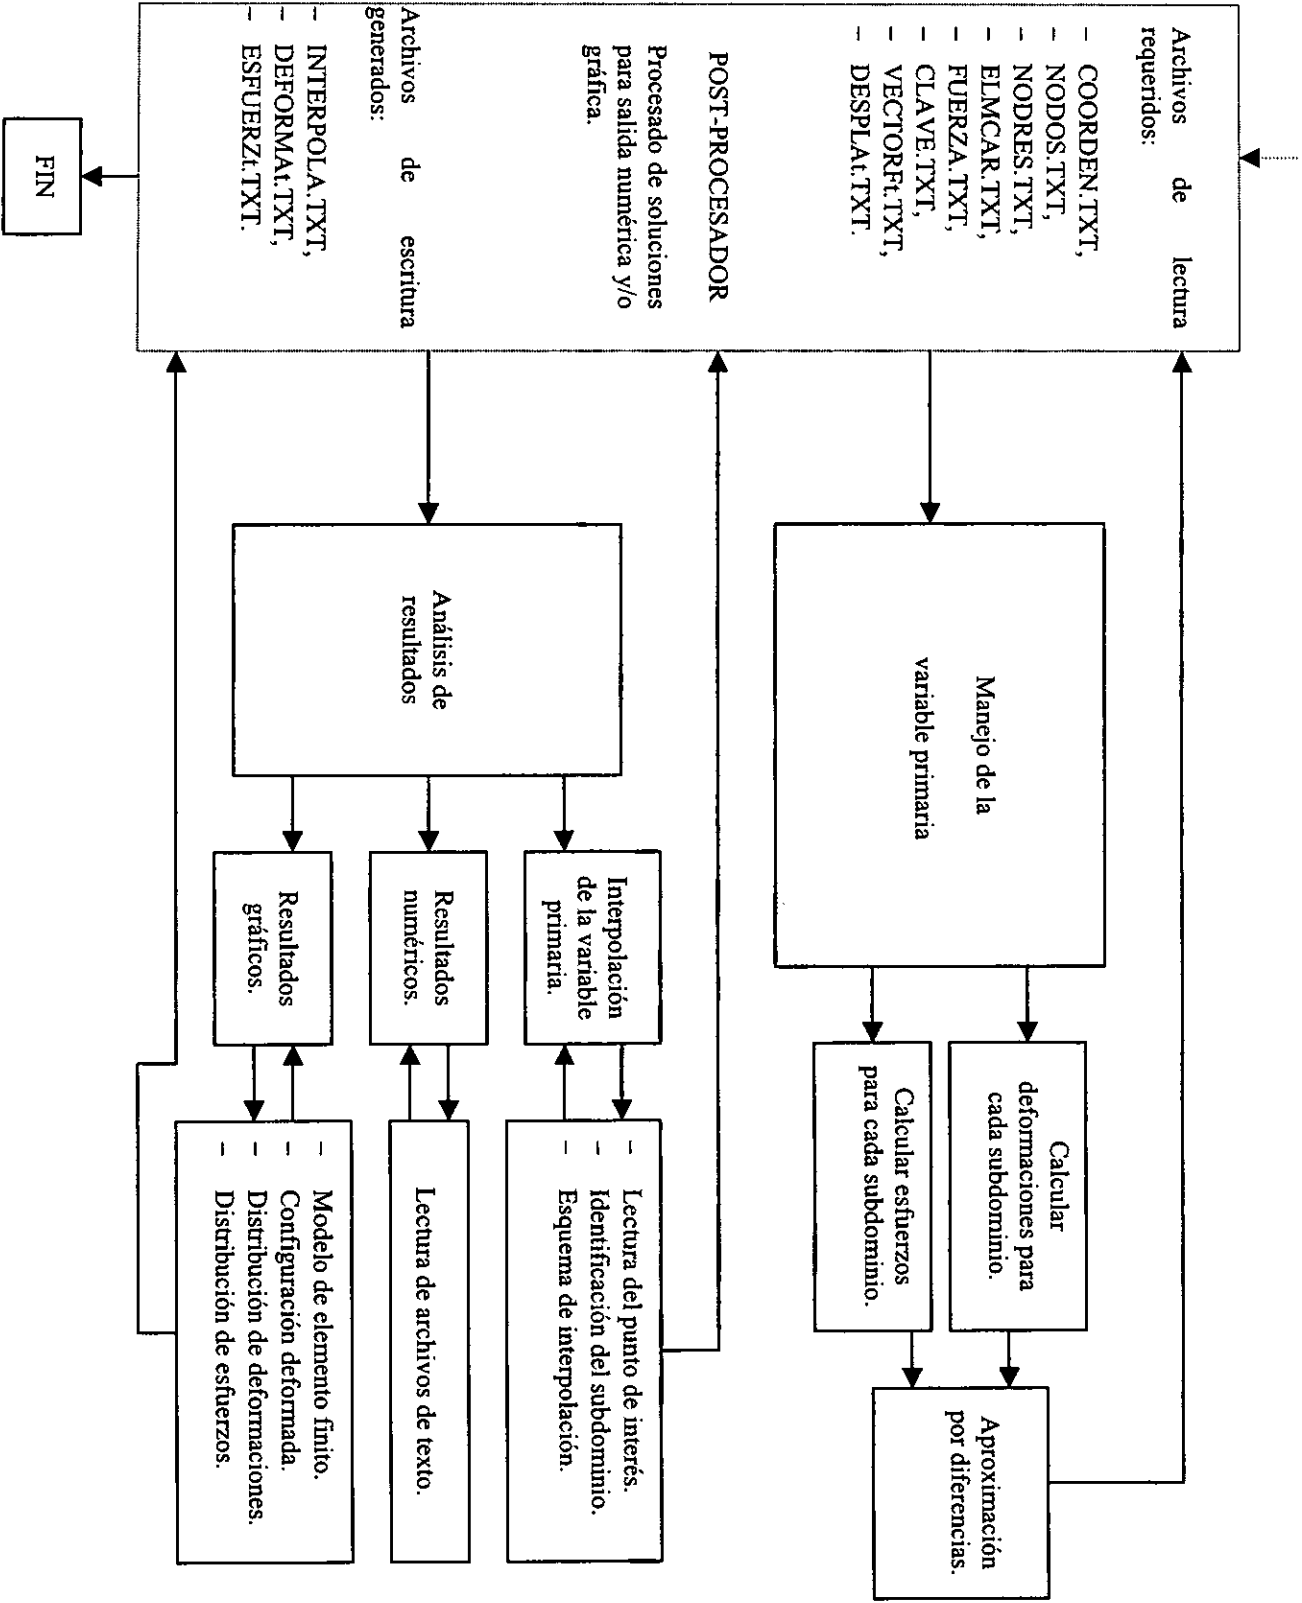 Archivos de lectura
requeridos:
– COORDEN.TXT,
– NODOS.TXT,
– NODRES.TXT,
– ELMCAR.TXT,
– FUERZA.TXT,
– CLAVE.TXT,
– VECTORFt.TXT,
– DESPLAt.TXT.
POST-PROCESADOR
Procesado de soluciones
para salida numérica y/o
gráfica.
Archivos de escritura
generados:
– INTERPOLA.TXT,
– DEFORMAt.TXT,
– ESFUERZt.TXT.
FIN
Manejo de la
variable primaria
Calcular
deformaciones para
cada subdominio.
Calcular esfuerzos
para cada subdominio.
Aproximación
por diferencias.
Análisis de
resultados
Interpolación
de la variable
primaria.
– Lectura del punto de interés.
– Identificación del subdominio.
– Esquema de interpolación.
Resultados
numéricos.
Lectura de archivos de texto.
Resultados
gráficos.
– Modelo de elemento finito.
– Configuración deformada.
– Distribución de deformaciones.
– Distribución de esfuerzos.